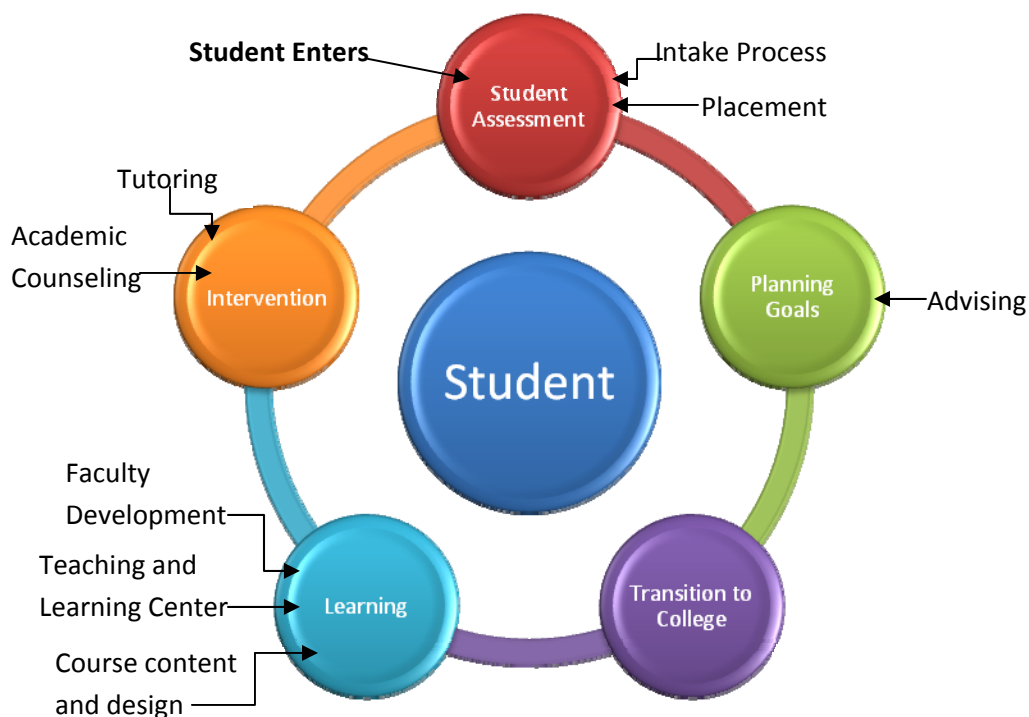 Student Enters
Intake Process
Student
Assessment
Placement
Tutoring
Academic
Counseling
Intervention
Planning
Goals
Advising
Student
Faculty
Development
Teaching and
Learning Center
Learning
Transition to
College
Course content
and design